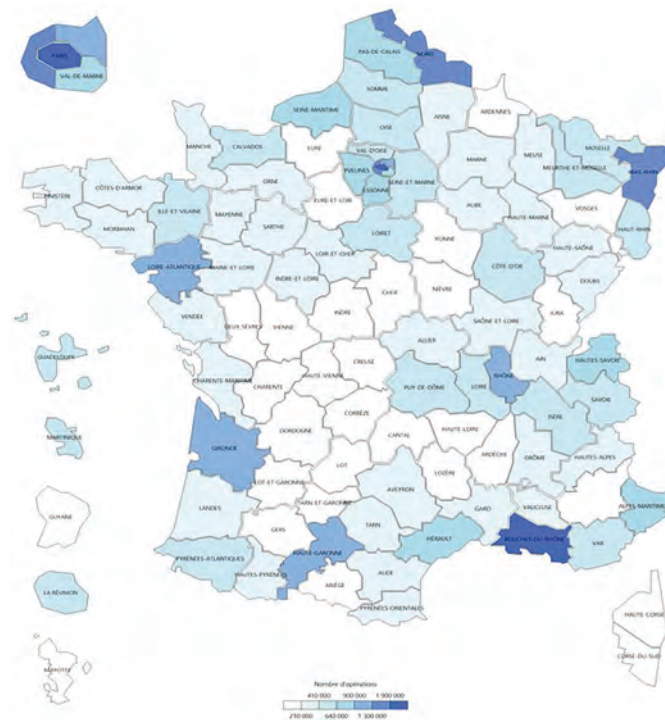 PARIS
VAL-DE-MARNE
PAS-DE-CALAIS
NORD
SOMME
SEINE-MARITIME
AISNE
ARDENNES
OISE
MANCHE
CALVADOS
EURE
VAL-D'OISE
YVELINES
ESSONNE
SEINE-ET-MARNE
MARNE
MEUSE
MOSELLE
MEURTHE-ET-MOSELLE
BAS-RHIN
ORNE
EURE-ET-LOIR
FINISTÈRE
CÔTES-D'ARMOR
ILLE-ET-VILAINE
MAYENNE
MORBIHAN
SARTHE
LOIRET
AUBE
HAUTE-MARNE
VOSGES
HAUT-RHIN
YONNE
LOIR-ET-CHER
LOIRE-ATLANTIQUE
MAINE-ET-LOIRE
INDRE-ET-LOIRE
CÔTE-D'OR
HAUTE-SAÔNE
DOUBS
CHER
NIÈVRE
VENDÉE
DEUX-SÈVRES
VIENNE
INDRE
SAÔNE-ET-LOIRE
JURA
ALLIER
GUADELOUPE
CREUSE
AIN
HAUTE-SAVOIE
CHARENTE-MARITIME
HAUTE-VIENNE
CHARENTE
PUY-DE-DÔME
LOIRE
RHÔNE
SAVOIE
MARTINIQUE
CORRÈZE
ISÈRE
DORDOGNE
CANTAL
HAUTE-LOIRE
GIRONDE
LOT
LOZÈRE
ARDÈCHE
DRÔME
HAUTES-ALPES
LOT-ET-GARONNE
AVEYRON
TARN-ET-GARONNE
GUYANE
LANDES
GARD
VAUCLUSE
ALPES-MARITIMES
GERS
TARN
HÉRAULT
BOUCHES-DU-RHÔNE
VAR
PYRÉNÉES-ATLANTIQUES
HAUTE-GARONNE
HAUTES-PYRÉNÉES
AUDE
ARIÈGE
LA RÉUNION
PYRÉNÉES-ORIENTALES
HAUTE-CORSE
CORSE-DU-SUD
MAYOTTE
Nombre d'opérations
410 000 900 000 1 900 000
210 000 640 000 1 300 000